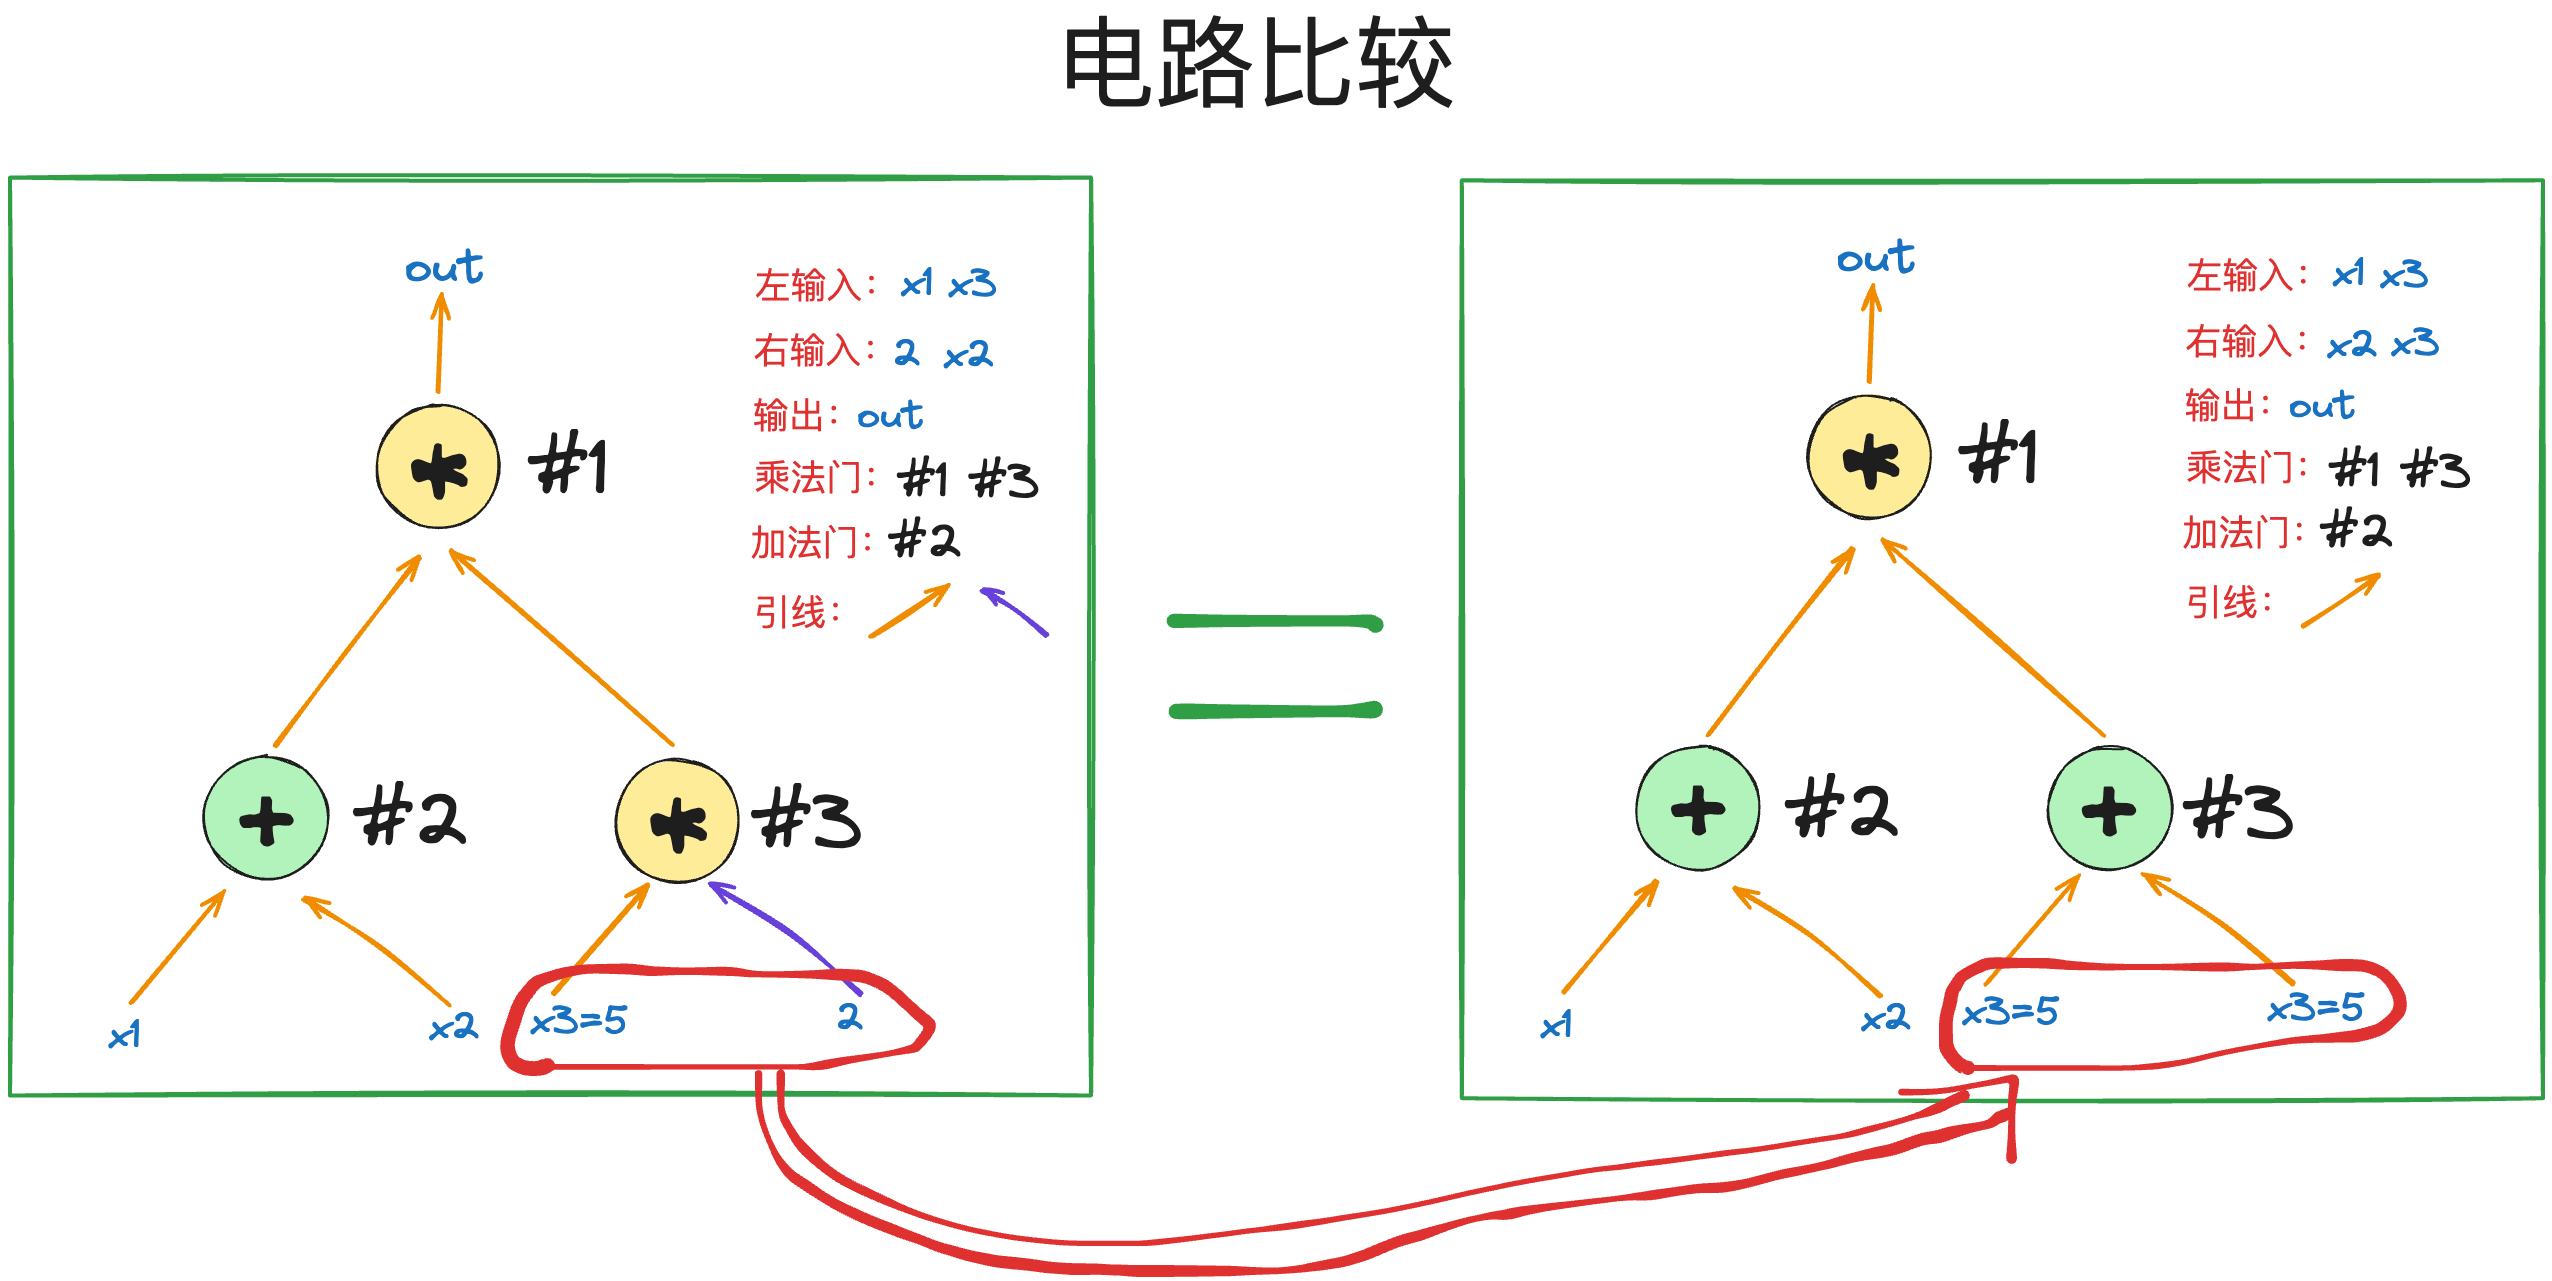 电路比较
out
左输入： x1 x3
右输入： 2 x2
输出： out
乘法门： #1 #3
加法门： #2
引线：
* #1
+ #2
* #3
x1 x2 x3=5 2
=
out
左输入： x1 x3
右输入： x2 x3
输出： out
乘法门： #1 #3
加法门： #2
引线：
* #1
+ #2
+ #3
x1 x2 x3=5 x3=5